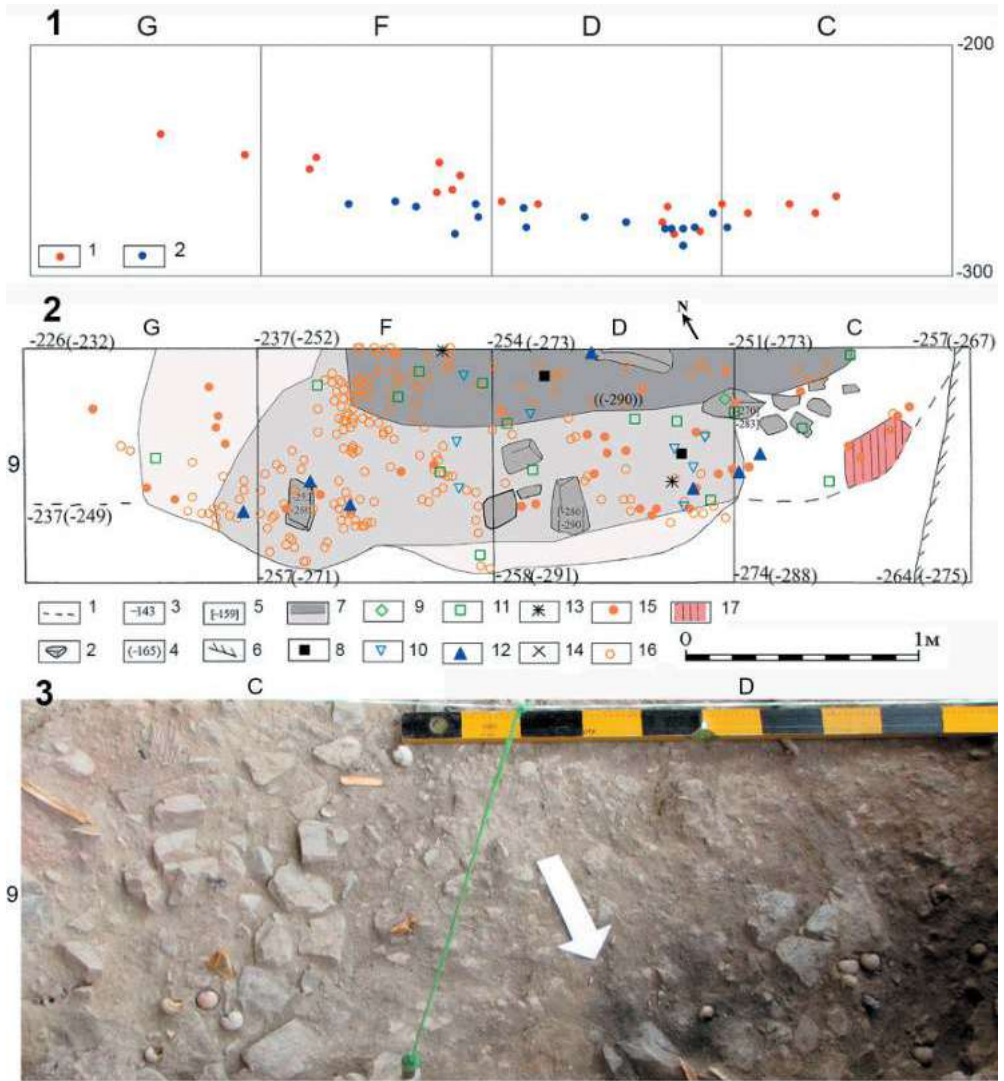 1 G F D C
-200
1 2
-300
2 N
G F D C
-226(-232) -237(-252) -254(-273) -251(-273) -257(-267)
((-290))
9
-237(-249)
-257(-271) -258(-291) -274(-288) -264(-275)
1 -143 3 [-159] 5 7 9 11 13 15 17
2 (-165) 4 6 8 10 12 14 16
0 1м
3 C D
9